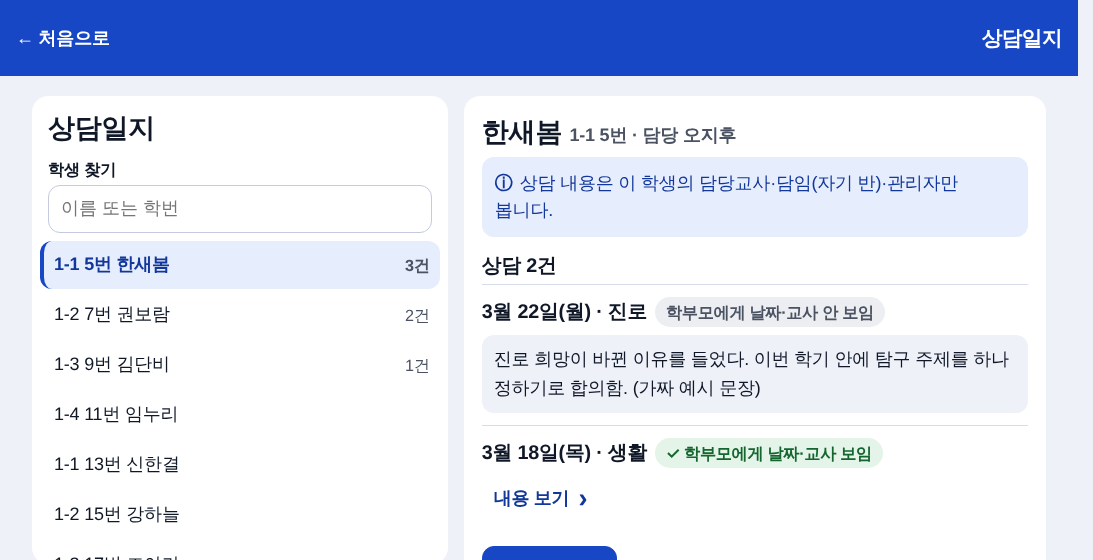 ← 처음으로
상담일지
상담일지
학생 찾기
이름 또는 학번
1-1 5번 한새봄 3건
1-2 7번 권보람 2건
1-3 9번 김단비 1건
1-4 11번 임누리
1-1 13번 신한결
1-2 15번 강하늘
한새봄 1-1 5번 · 담당 오지후
ⓘ 상담 내용은 이 학생의 담당교사·담임(자기 반)·관리자만
봅니다.
상담 2건
3월 22일(월) · 진로 학부모에게 날짜·교사 안 보임
진로 희망이 바뀐 이유를 들었다. 이번 학기 안에 탐구 주제를 하나
정하기로 합의함. (가짜 예시 문장)
3월 18일(목) · 생활 ✓ 학부모에게 날짜·교사 보임
내용 보기 ›